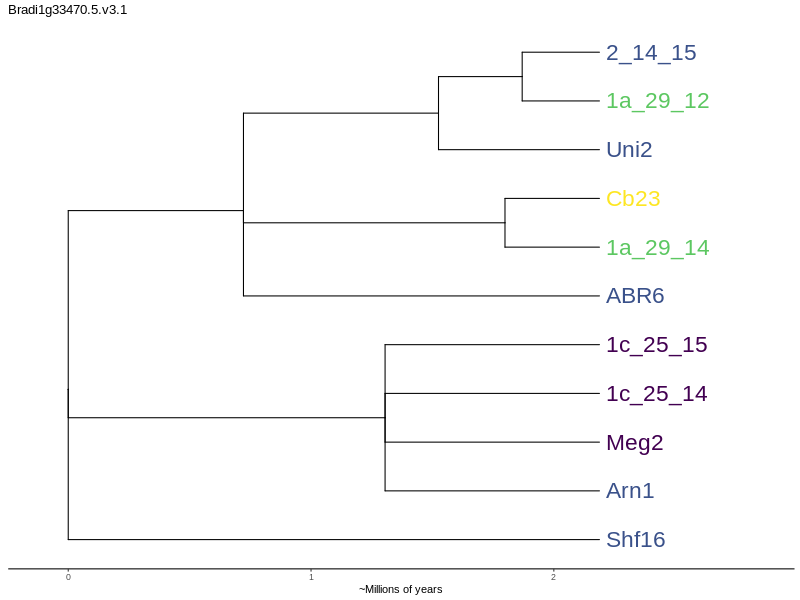 Bradi1g33470.5.v3.1
2_14_15
1a_29_12
Uni2
Cb23
1a_29_14
ABR6
1c_25_15
1c_25_14
Meg2
Arn1
Shf16
0 1 2
~Millions of years